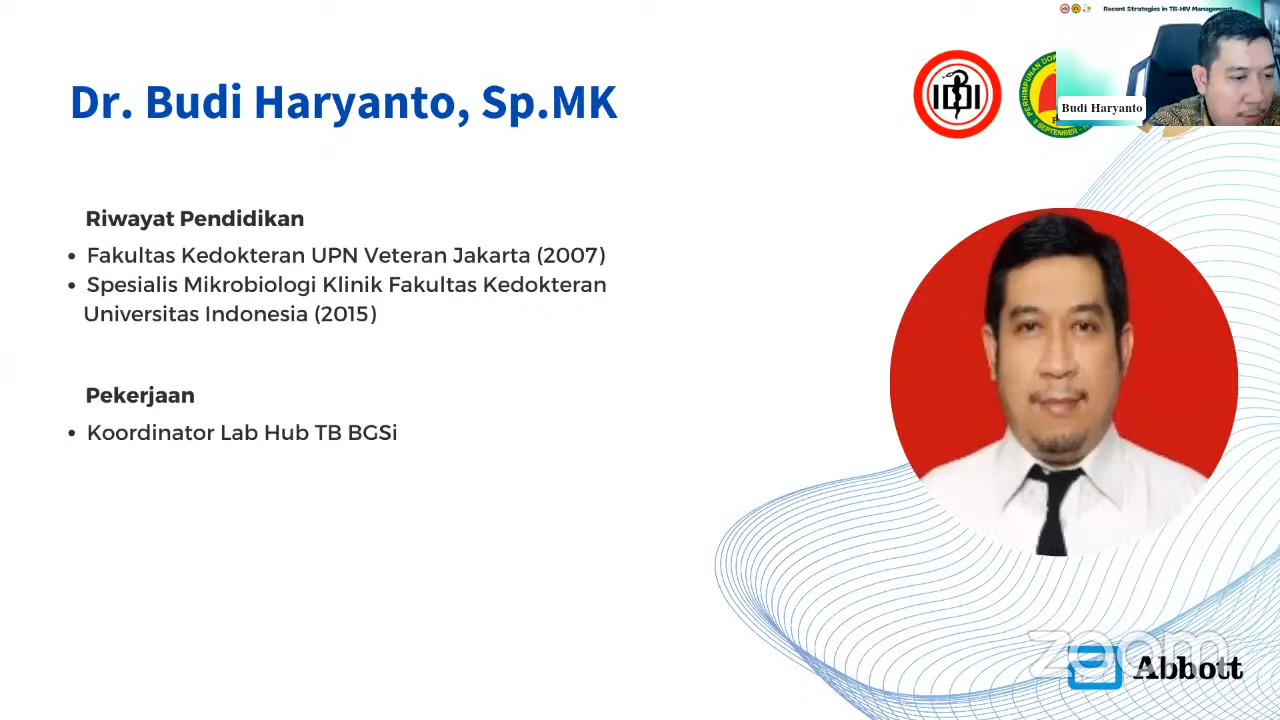 Recent Strategies in TB-HIV Management
Dr. Budi Haryanto, Sp.MK
IDI
Budi Haryanto
Riwayat Pendidikan
• Fakultas Kedokteran UPN Veteran Jakarta (2007)
• Spesialis Mikrobiologi Klinik Fakultas Kedokteran
Universitas Indonesia (2015)
Pekerjaan
• Koordinator Lab Hub TB BGSi
zoom
Abbott